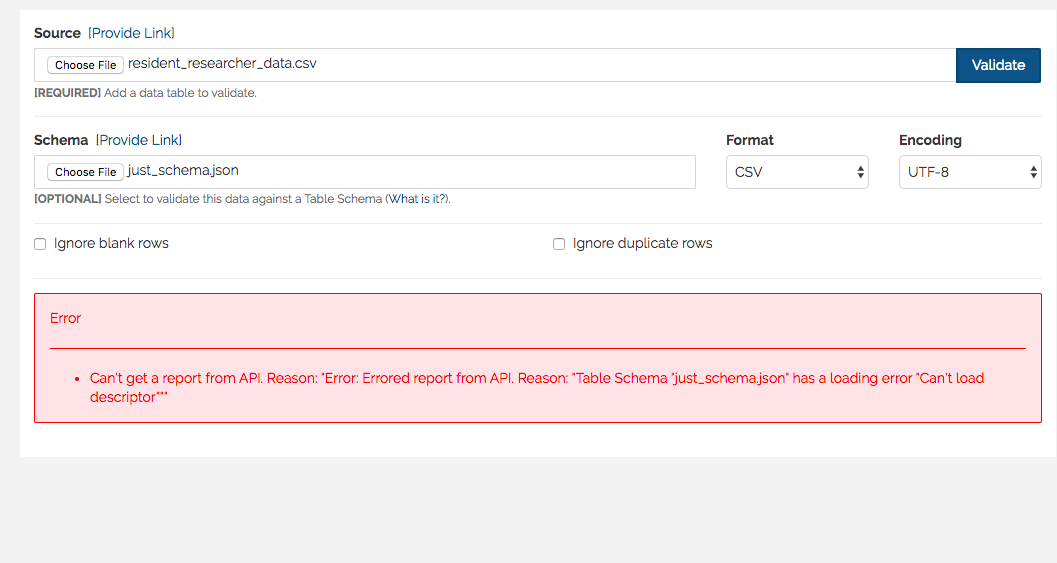 Source [Provide Link]
Choose File resident_researcher_data.csv
Validate
[REQUIRED] Add a data table to validate.
Schema [Provide Link]
Format
Encoding
Choose File just_schema.json
CSV
UTF-8
[OPTIONAL] Select to validate this data against a Table Schema (What is it?).
Ignore blank rows
Ignore duplicate rows
Error
• Can't get a report from API. Reason: "Error: Errored report from API. Reason: "Table Schema "just_schema.json" has a loading error "Can't load
descriptor"""